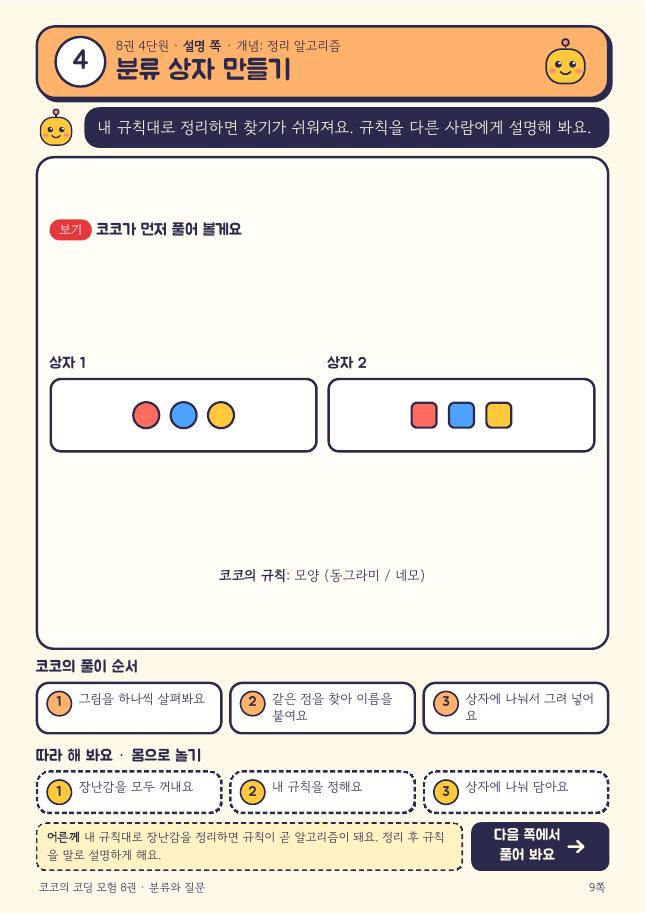 4
8권 4단원 · 설명 쪽 · 개념: 정리 알고리즘
분류 상자 만들기
내 규칙대로 정리하면 찾기가 쉬워져요. 규칙을 다른 사람에게 설명해 봐요.
보기 코코가 먼저 풀어 볼게요
상자 1
상자 2
코코의 규칙: 모양 (동그라미 / 네모)
코코의 풀이 순서
1 그림을 하나씩 살펴봐요
2 같은 점을 찾아 이름을
붙여요
3 상자에 나눠서 그려 넣어
요
따라 해 봐요 · 몸으로 놀기
1 장난감을 모두 꺼내요
2 내 규칙을 정해요
3 상자에 나눠 담아요
어른께 내 규칙대로 장난감을 정리하면 규칙이 곧 알고리즘이 돼요. 정리 후 규칙
을 말로 설명하게 해요.
다음 쪽에서
풀어 봐요 →
코코의 코딩 모험 8권 · 분류와 질문
9쪽